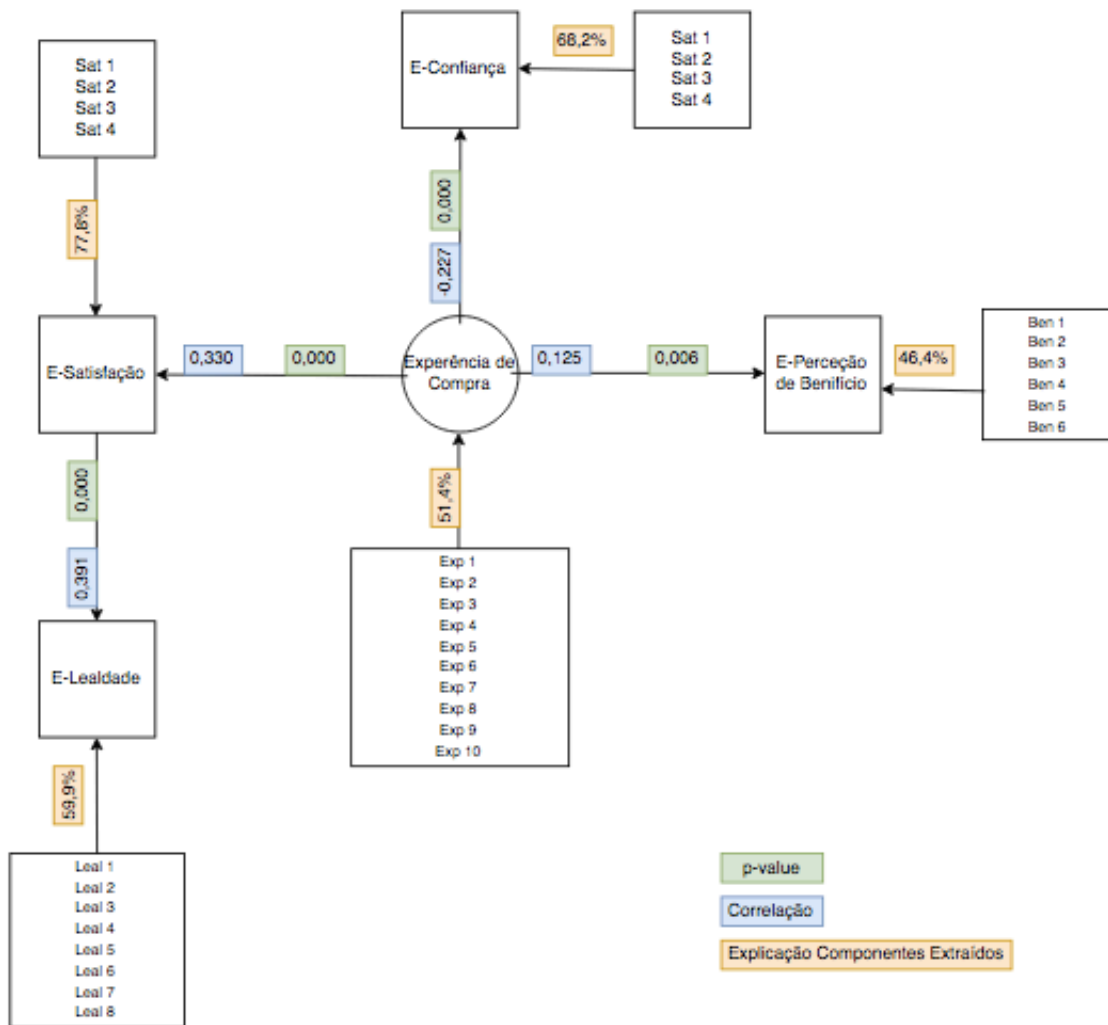 Sat 1
Sat 2
Sat 3
Sat 4
E-Confiança
68,2%
Sat 1
Sat 2
Sat 3
Sat 4
77,8%
0,000
-0,227
E-Satisfação
0,330
0,000
Experência de
Compra
0,125
0,006
E-Perceção
de Benifício
46,4%
Ben 1
Ben 2
Ben 3
Ben 4
Ben 5
Ben 6
0,000
0,391
51,4%
Exp 1
Exp 2
Exp 3
Exp 4
Exp 5
Exp 6
Exp 7
Exp 8
Exp 9
Exp 10
E-Lealdade
59,9%
Leal 1
Leal 2
Leal 3
Leal 4
Leal 5
Leal 6
Leal 7
Leal 8
p-value
Correlação
Explicação Componentes Extraídos